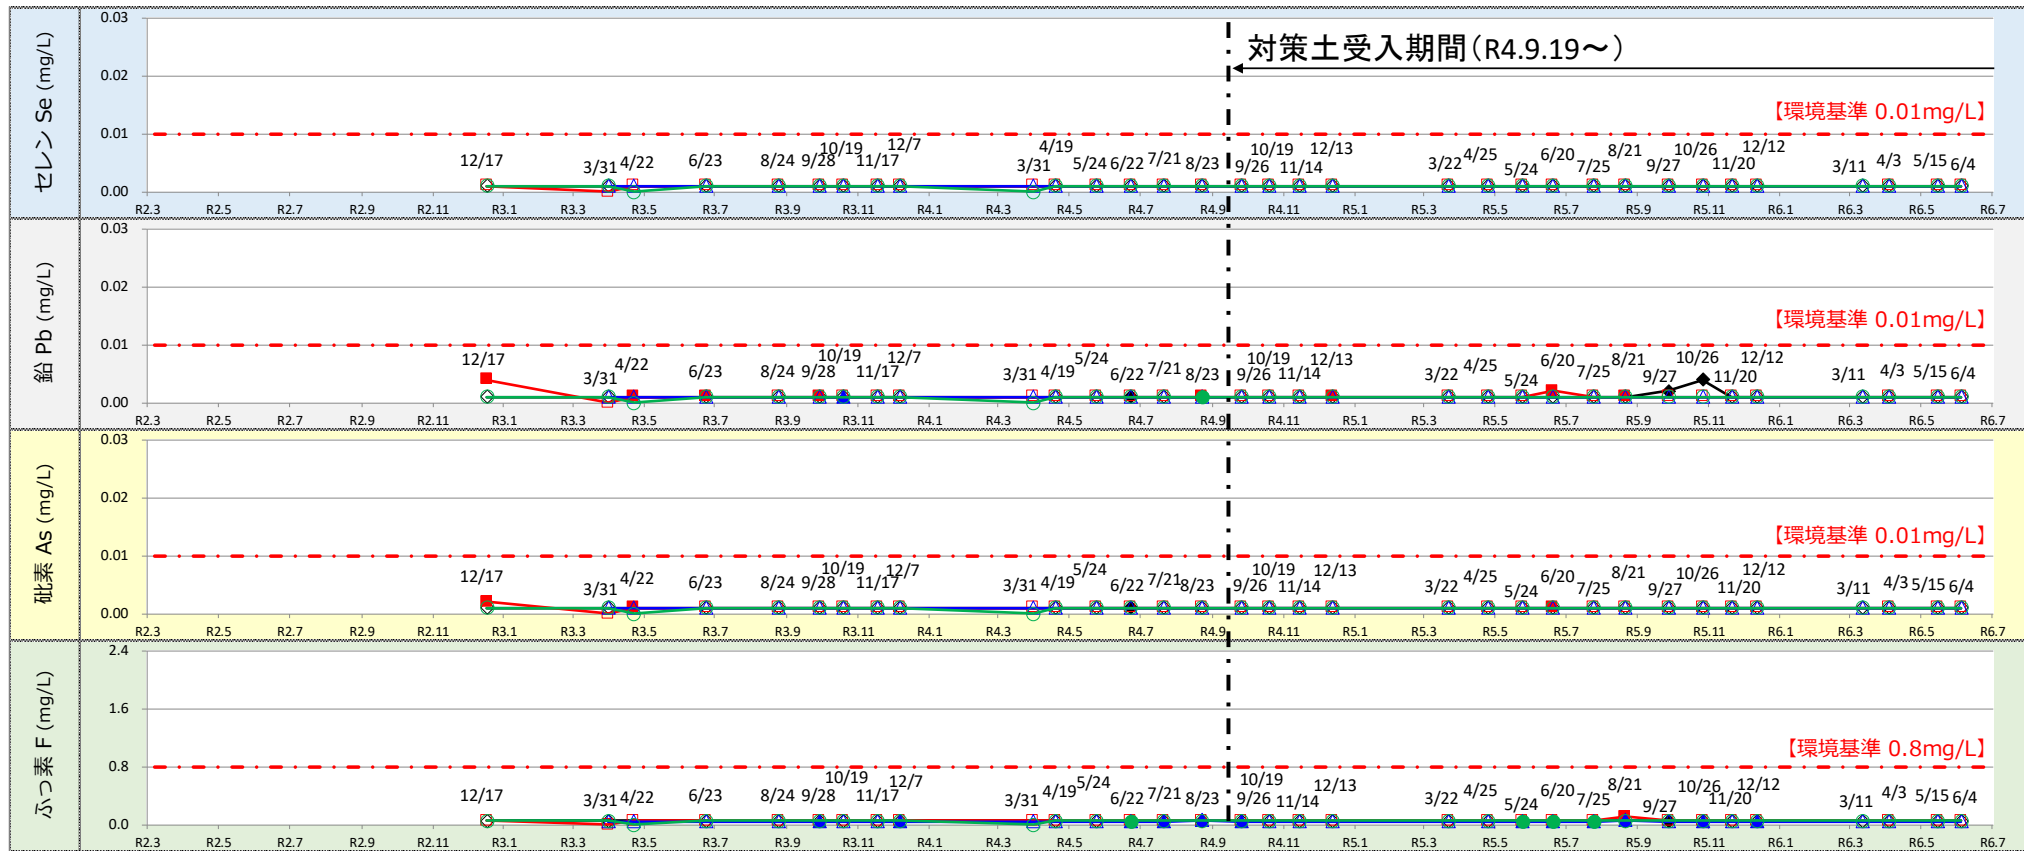 セレン Se (mg/L)
0.03
0.02
0.01
0.00
対策土受入期間（R4.9.19～）
【環境基準 0.01mg/L】
12/17 3/31 4/22 6/23 8/24 9/28 10/19 11/17 12/7 3/31 4/19 5/24 6/22 7/21 8/23 9/26 10/19 11/14 12/13 3/22 4/25 5/24 6/20 7/25 8/21 9/27 10/26 11/20 12/12 3/11 4/3 5/15 6/4
R2.3 R2.5 R2.7 R2.9 R2.11 R3.1 R3.3 R3.5 R3.7 R3.9 R3.11 R4.1 R4.3 R4.5 R4.7 R4.9 R4.11 R5.1 R5.3 R5.5 R5.7 R5.9 R5.11 R6.1 R6.3 R6.5 R6.7
鉛 Pb (mg/L)
0.03
0.02
0.01
0.00
【環境基準 0.01mg/L】
12/17 3/31 4/22 6/23 8/24 9/28 10/19 11/17 12/7 3/31 4/19 5/24 6/22 7/21 8/23 9/26 10/19 11/14 12/13 3/22 4/25 5/24 6/20 7/25 8/21 9/27 10/26 11/20 12/12 3/11 4/3 5/15 6/4
R2.3 R2.5 R2.7 R2.9 R2.11 R3.1 R3.3 R3.5 R3.7 R3.9 R3.11 R4.1 R4.3 R4.5 R4.7 R4.9 R4.11 R5.1 R5.3 R5.5 R5.7 R5.9 R5.11 R6.1 R6.3 R6.5 R6.7
砒素 As (mg/L)
0.03
0.02
0.01
0.00
【環境基準 0.01mg/L】
12/17 3/31 4/22 6/23 8/24 9/28 10/19 11/17 12/7 3/31 4/19 5/24 6/22 7/21 8/23 9/26 10/19 11/14 12/13 3/22 4/25 5/24 6/20 7/25 8/21 9/27 10/26 11/20 12/12 3/11 4/3 5/15 6/4
R2.3 R2.5 R2.7 R2.9 R2.11 R3.1 R3.3 R3.5 R3.7 R3.9 R3.11 R4.1 R4.3 R4.5 R4.7 R4.9 R4.11 R5.1 R5.3 R5.5 R5.7 R5.9 R5.11 R6.1 R6.3 R6.5 R6.7
ふっ素 F (mg/L)
2.4
1.6
0.8
0.0
【環境基準 0.8mg/L】
12/17 3/31 4/22 6/23 8/24 9/28 10/19 11/17 12/7 3/31 4/19 5/24 6/22 7/21 8/23 9/26 10/19 11/14 12/13 3/22 4/25 5/24 6/20 7/25 8/21 9/27 10/26 11/20 12/12 3/11 4/3 5/15 6/4
R2.3 R2.5 R2.7 R2.9 R2.11 R3.1 R3.3 R3.5 R3.7 R3.9 R3.11 R4.1 R4.3 R4.5 R4.7 R4.9 R4.11 R5.1 R5.3 R5.5 R5.7 R5.9 R5.11 R6.1 R6.3 R6.5 R6.7